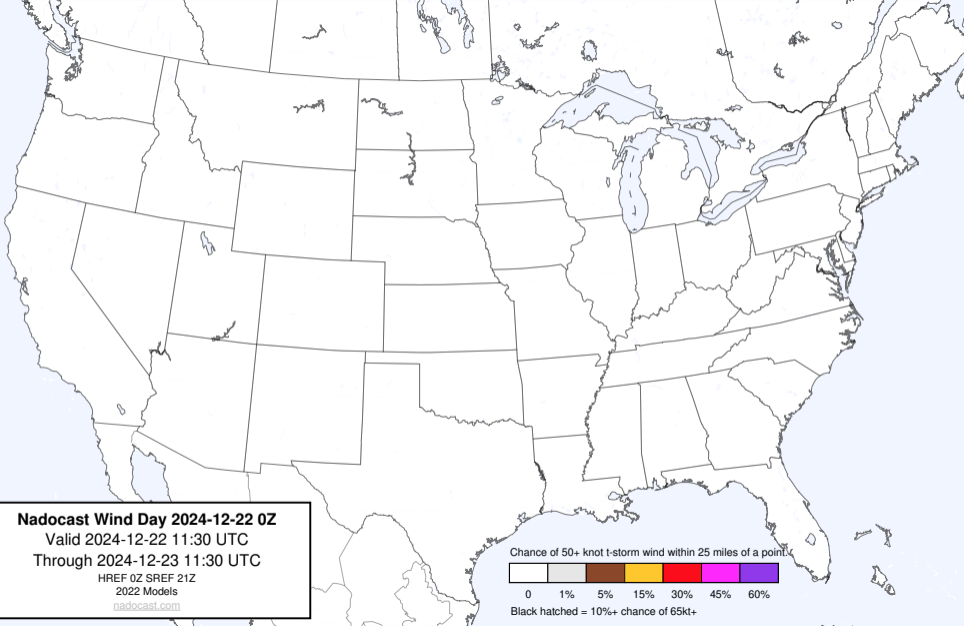 Nadocast Wind Day 2024-12-22 0Z
Valid 2024-12-22 11:30 UTC
Through 2024-12-23 11:30 UTC
HREF 0Z SREF 21Z
2022 Models
nadocast.com
Chance of 50+ knot t-storm wind within 25 miles of a point.
0 1% 5% 15% 30% 45% 60%
Black hatched = 10%+ chance of 65kt+